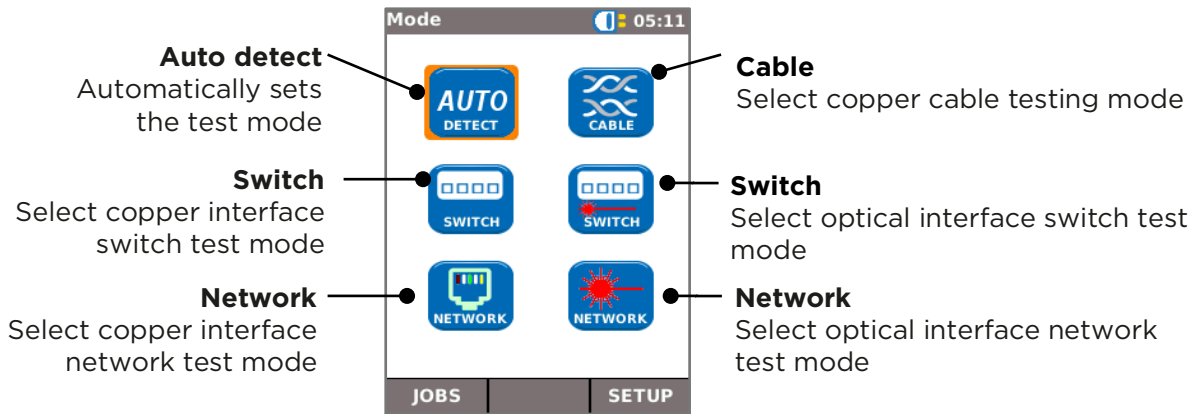 Mode
05:11
Auto detect
Automatically sets
the test mode
AUTO
DETECT
CABLE
Cable
Select copper cable testing mode
Switch
Select copper interface
switch test mode
SWITCH
SWITCH
Switch
Select optical interface switch test
mode
Network
Select copper interface
network test mode
NETWORK
NETWORK
Network
Select optical interface network
test mode
JOBS
SETUP